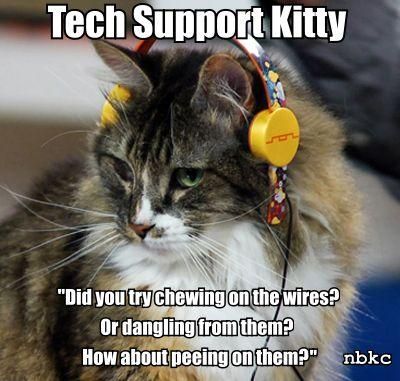 Tech Support Kitty
"Did you try chewing on the wires?
Or dangling from them?
How about peeing on them?"
nbkc